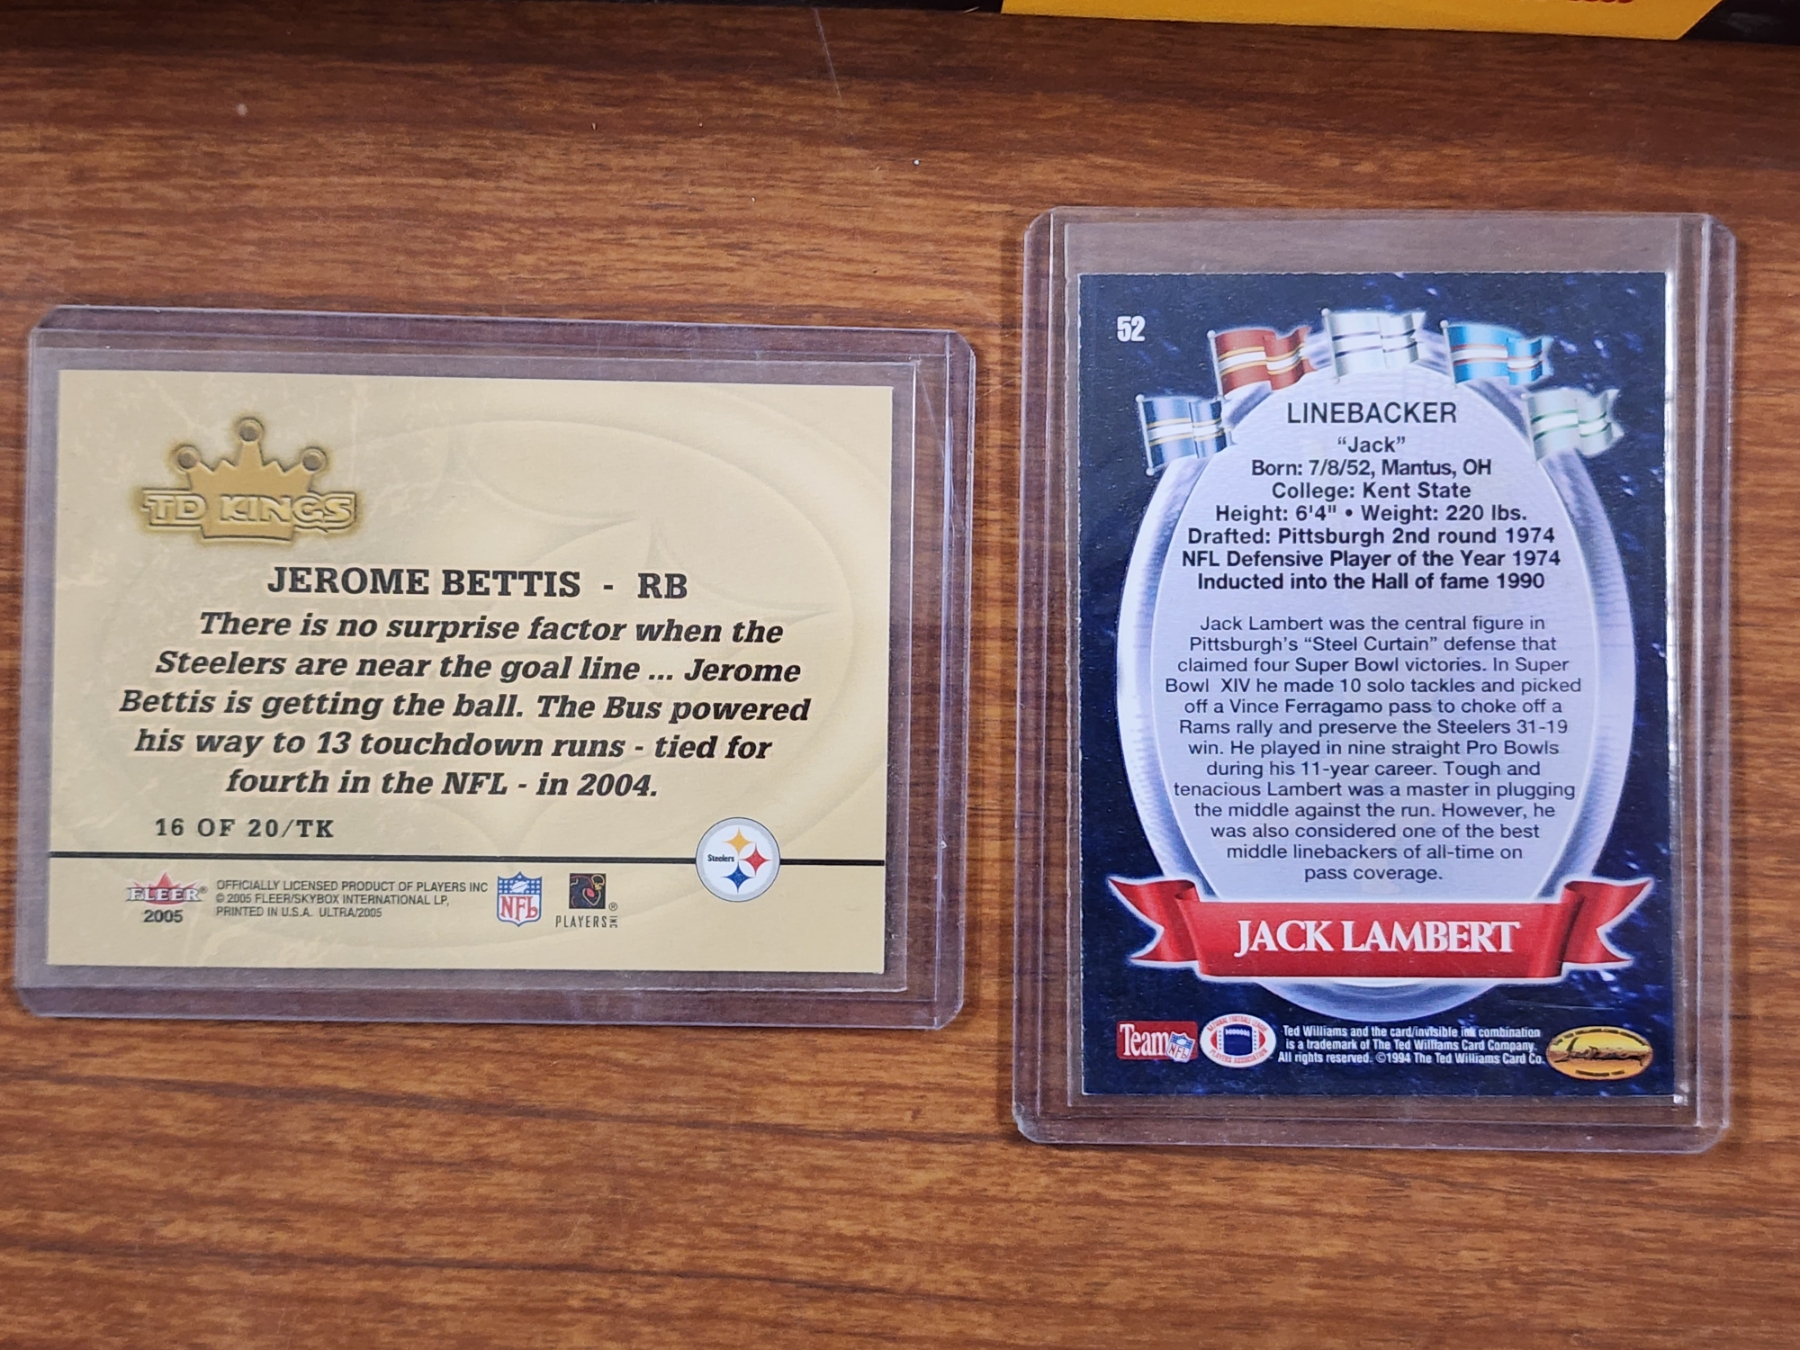 TD KINGS
JEROME BETTIS - RB
There is no surprise factor when the
Steelers are near the goal line ... Jerome
Bettis is getting the ball. The Bus powered
his way to 13 touchdown runs - tied for
fourth in the NFL - in 2004.
16 OF 20/TK
Steelers
FLEER®
2005
OFFICIALLY LICENSED PRODUCT OF PLAYERS INC
© 2005 FLEER/SKYBOX INTERNATIONAL LP,
PRINTED IN U.S.A. ULTRA/2005
NFL
PLAYERS INC ®
52
LINEBACKER
“Jack”
Born: 7/8/52, Mantus, OH
College: Kent State
Height: 6'4" • Weight: 220 lbs.
Drafted: Pittsburgh 2nd round 1974
NFL Defensive Player of the Year 1974
Inducted into the Hall of fame 1990
Jack Lambert was the central figure in
Pittsburgh's “Steel Curtain” defense that
claimed four Super Bowl victories. In Super
Bowl XIV he made 10 solo tackles and picked
off a Vince Ferragamo pass to choke off a
Rams rally and preserve the Steelers 31-19
win. He played in nine straight Pro Bowls
during his 11-year career. Tough and
tenacious Lambert was a master in plugging
the middle against the run. However, he
was also considered one of the best
middle linebackers of all-time on
pass coverage.
JACK LAMBERT
Team NFL
NATIONAL FOOTBALL LEAGUE
PLAYERS ASSOCIATION
Ted Williams and the card/invisible ink combination
is a trademark of The Ted Williams Card Company.
All rights reserved. ©1994 The Ted Williams Card Co.